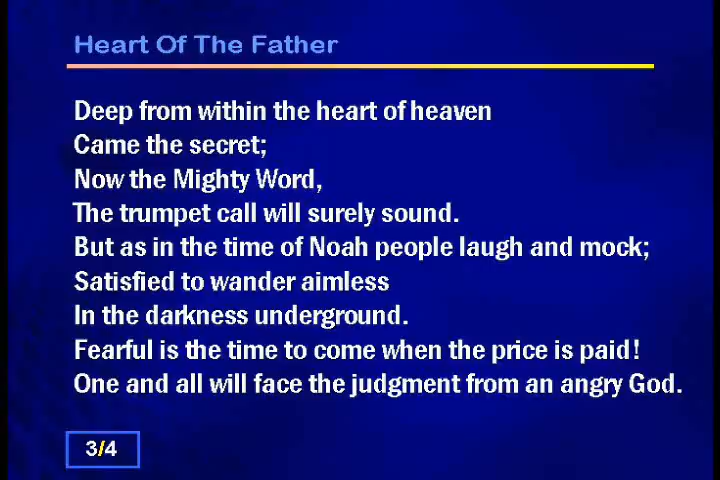 Heart Of The Father
Deep from within the heart of heaven
Came the secret;
Now the Mighty Word,
The trumpet call will surely sound.
But as in the time of Noah people laugh and mock;
Satisfied to wander aimless
In the darkness underground.
Fearful is the time to come when the price is paid!
One and all will face the judgment from an angry God.
3/4